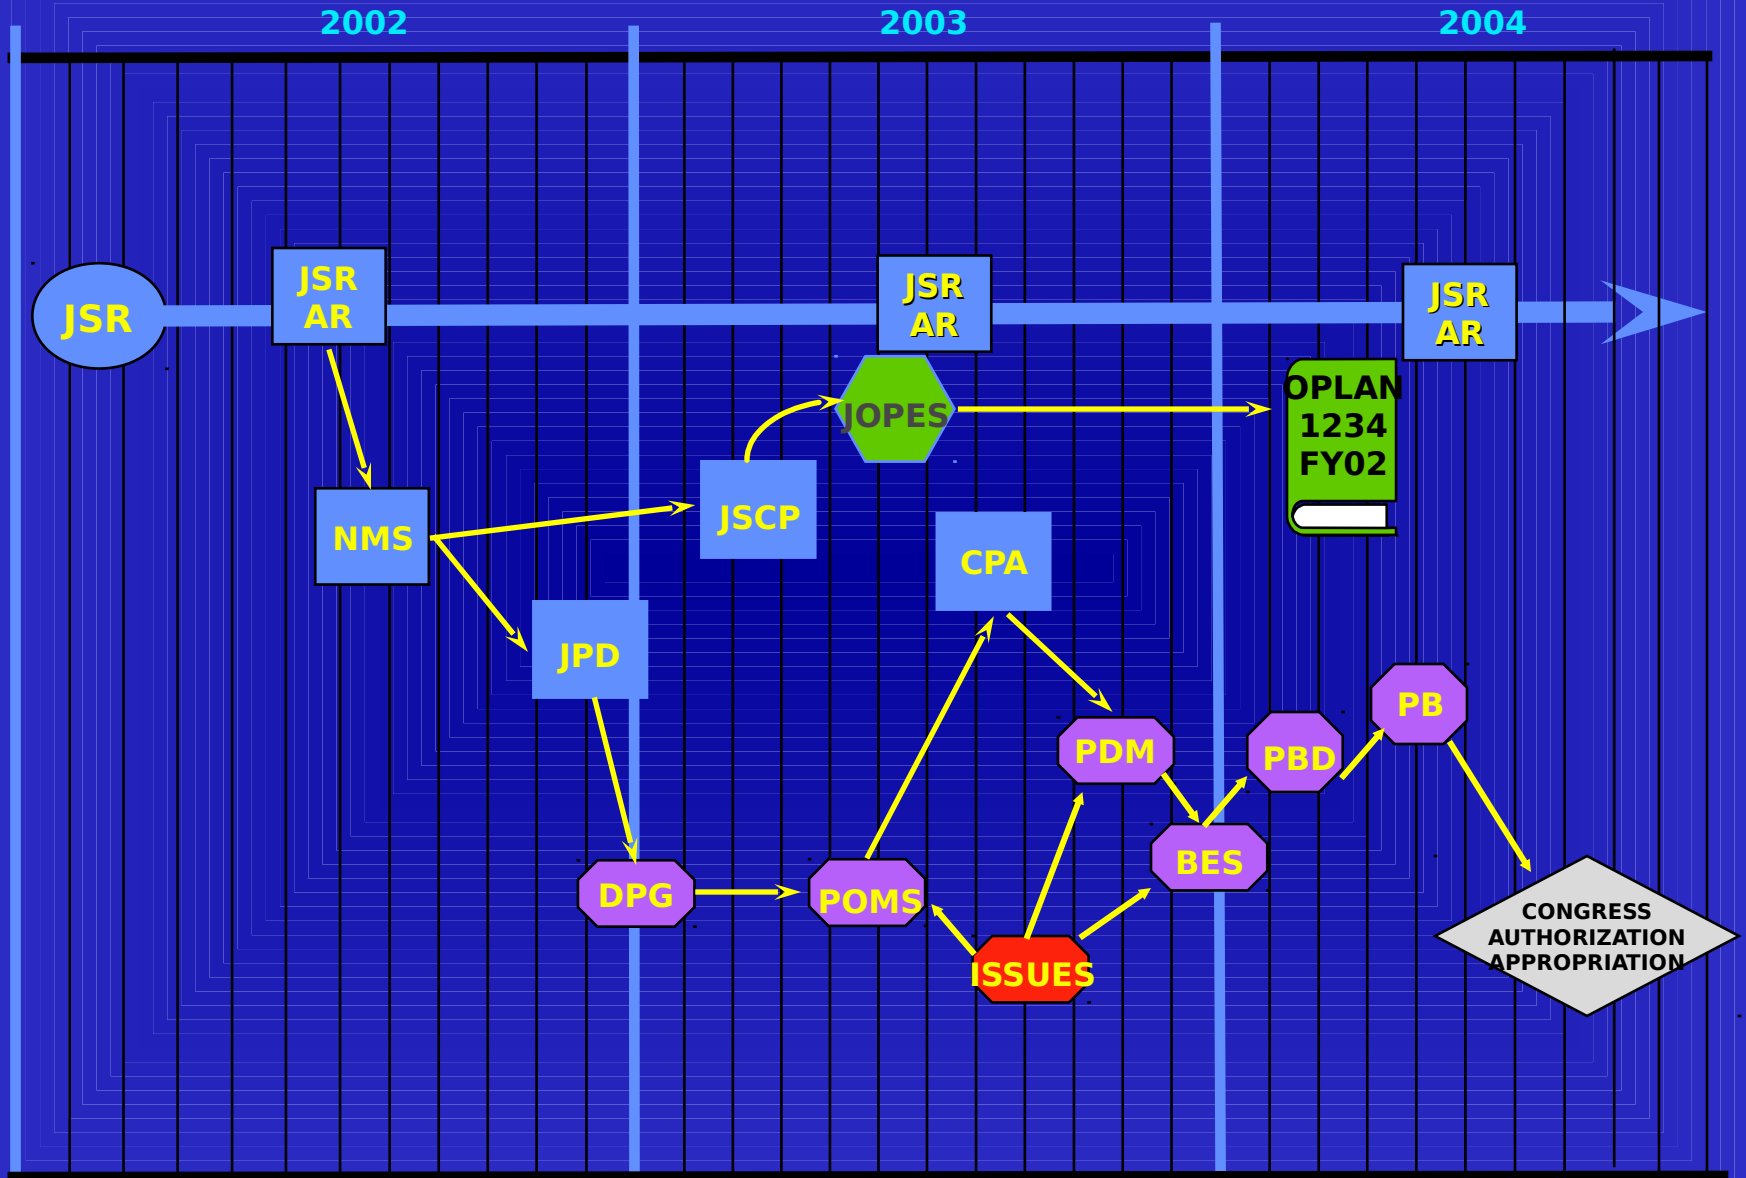 2002
2003
2004
JSR
JSR
AR
JSR
AR
JSR
AR
JOPES
OPLAN
1234
FY02
NMS
JSCP
CPA
JPD
PDM
PBD
PB
DPG
POMS
BES
ISSUES
CONGRESS
AUTHORIZATION
APPROPRIATION